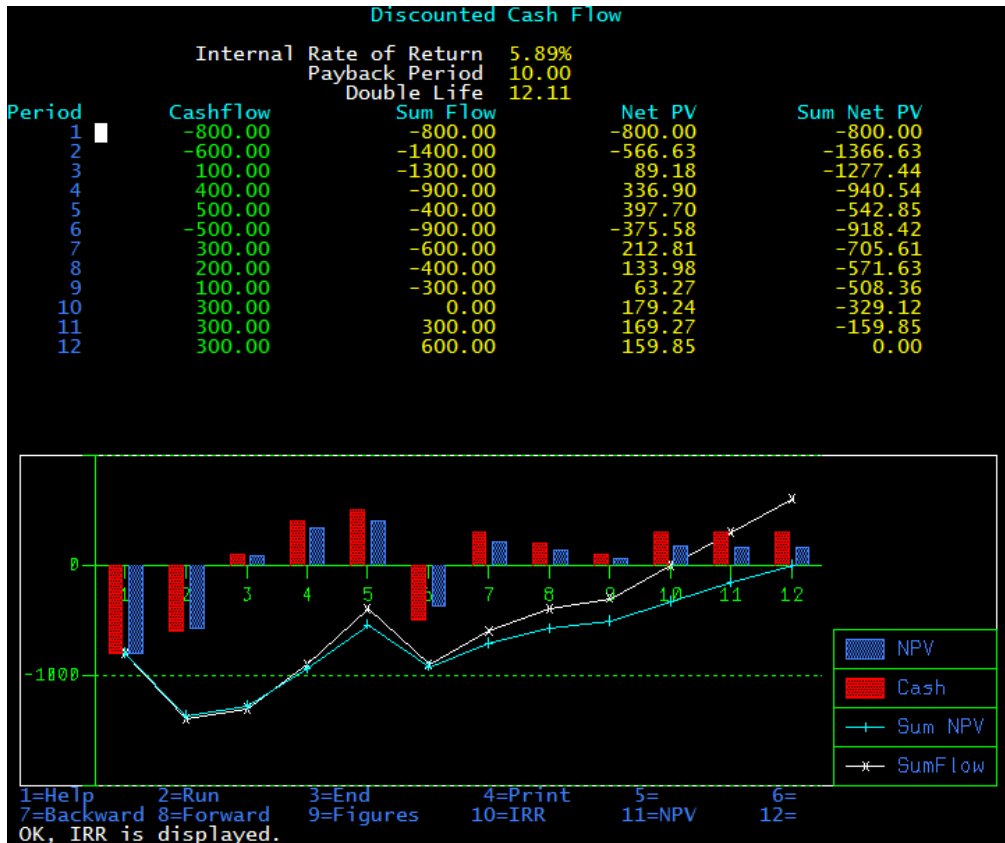 Discounted Cash Flow
Internal Rate of Return 5.89%
Payback Period 10.00
Double Life 12.11
Period Cashflow Sum Flow Net PV Sum Net PV
1 -800.00 -800.00 -800.00 -800.00
2 -600.00 -1400.00 -566.63 -1366.63
3 100.00 -1300.00 89.18 -1277.44
4 400.00 -900.00 336.90 -940.54
5 500.00 -400.00 397.70 -542.85
6 -500.00 -900.00 -375.58 -918.42
7 300.00 -600.00 212.81 -705.61
8 200.00 -400.00 133.98 -571.63
9 100.00 -300.00 63.27 -508.36
10 300.00 0.00 179.24 -329.12
11 300.00 300.00 169.27 -159.85
12 300.00 600.00 159.85 0.00
0
1 2 3 4 5 6 7 8 9 10 11 12
-1000
NPV
Cash
Sum NPV
SumFlow
1=Help 2=Run 3=End 4=Print 5= 6=
7=Backward 8=Forward 9=Figures 10=IRR 11=NPV 12=
OK, IRR is displayed.